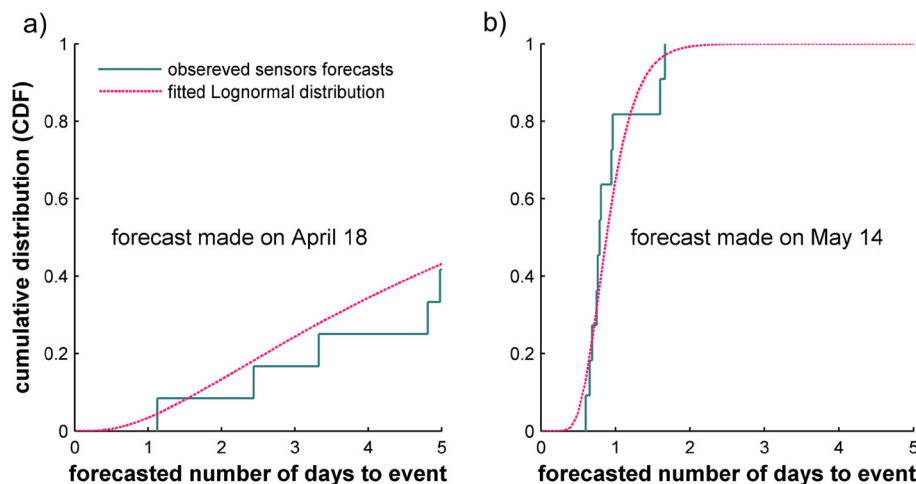 a)
1
0.8
0.6
0.4
0.2
0
cumulative distribution (CDF)
obsereved sensors forecasts
fitted Lognormal distribution
forecast made on April 18
0 1 2 3 4 5
forecasted number of days to event
b)
1
0.8
0.6
0.4
0.2
0
forecast made on May 14
0 1 2 3 4 5
forecasted number of days to event